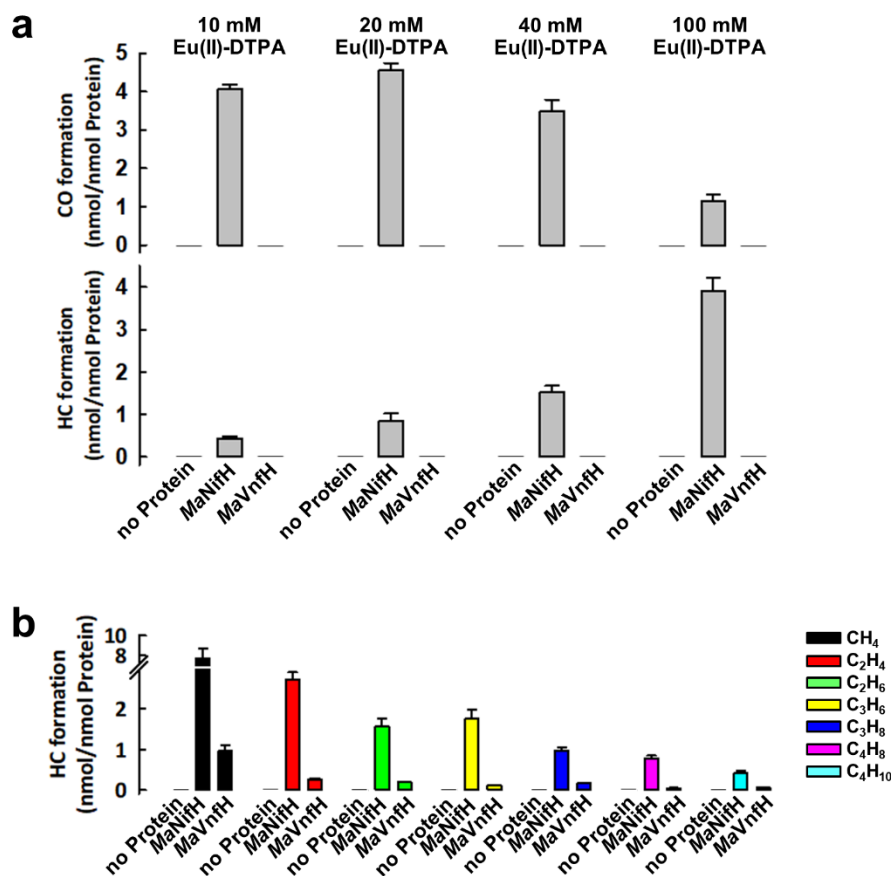 a
10 mM
Eu(II)-DTPA
20 mM
Eu(II)-DTPA
40 mM
Eu(II)-DTPA
100 mM
Eu(II)-DTPA
CO formation
(nmol/nmol Protein)
5
4
3
2
1
0
HC formation
(nmol/nmol Protein)
4
3
2
1
0
no Protein
MaNifH
MaVnfH
no Protein
MaNifH
MaVnfH
no Protein
MaNifH
MaVnfH
no Protein
MaNifH
MaVnfH
b
HC formation
(nmol/nmol Protein)
10
8
2
1
0
no Protein
MaNifH
MaVnfH
no Protein
MaNifH
MaVnfH
no Protein
MaNifH
MaVnfH
no Protein
MaNifH
MaVnfH
no Protein
MaNifH
MaVnfH
no Protein
MaNifH
MaVnfH
no Protein
MaNifH
MaVnfH
CH₄
C₂H₄
C₂H₆
C₃H₆
C₃H₈
C₄H₈
C₄H₁₀